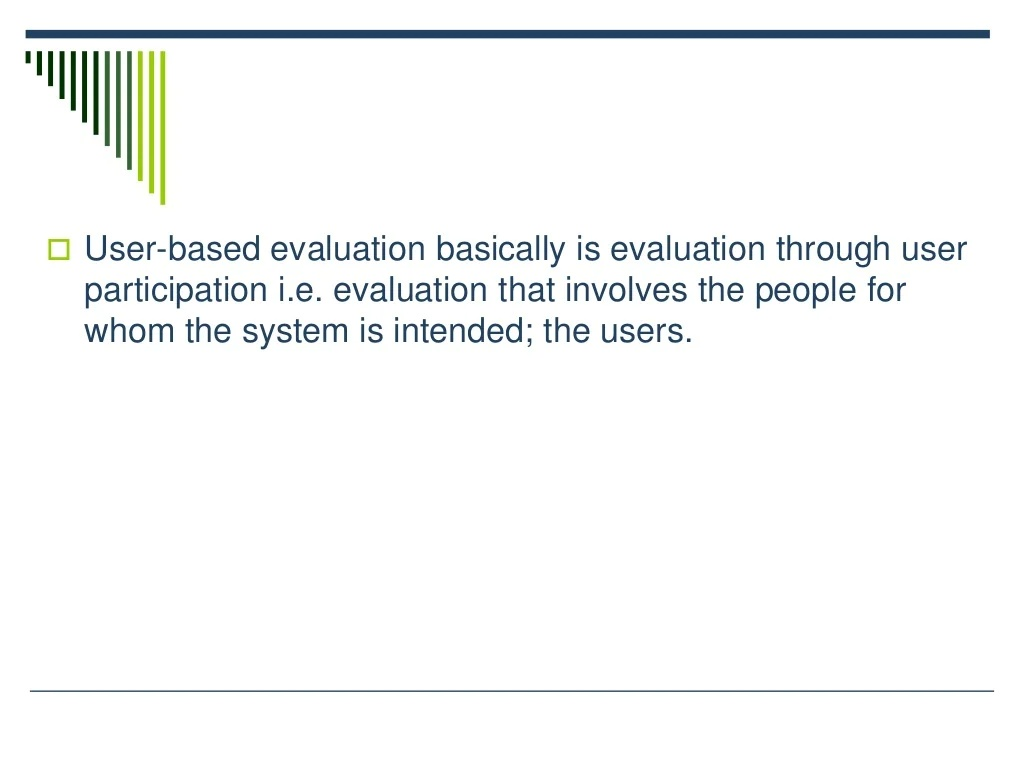 User-based evaluation basically is evaluation through user
participation i.e. evaluation that involves the people for
whom the system is intended; the users.